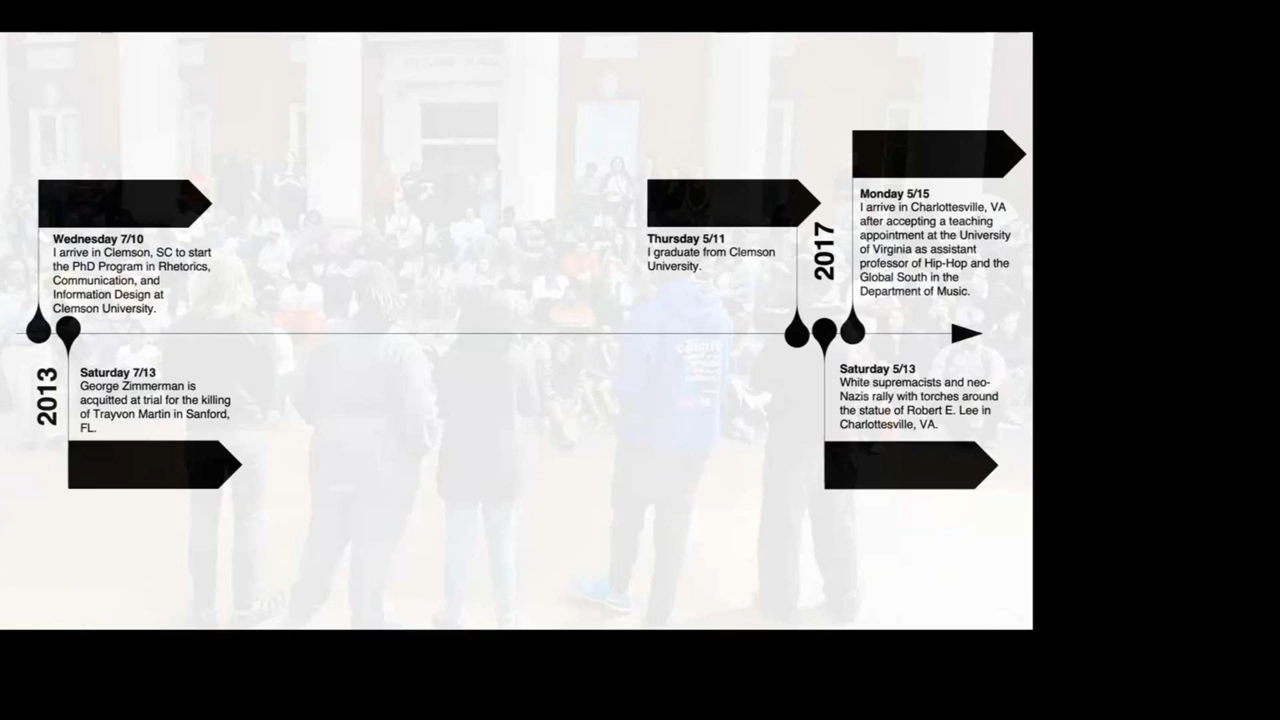 Wednesday 7/10
I arrive in Clemson, SC to start
the PhD Program in Rhetorics,
Communication, and
Information Design at
Clemson University.
2013
Saturday 7/13
George Zimmerman is
acquitted at trial for the killing
of Trayvon Martin in Sanford,
FL.
Thursday 5/11
I graduate from Clemson
University.
2017
Saturday 5/13
White supremacists and neo-
Nazis rally with torches around
the statue of Robert E. Lee in
Charlottesville, VA.
Monday 5/15
I arrive in Charlottesville, VA
after accepting a teaching
appointment at the University
of Virginia as assistant
professor of Hip-Hop and the
Global South in the
Department of Music.